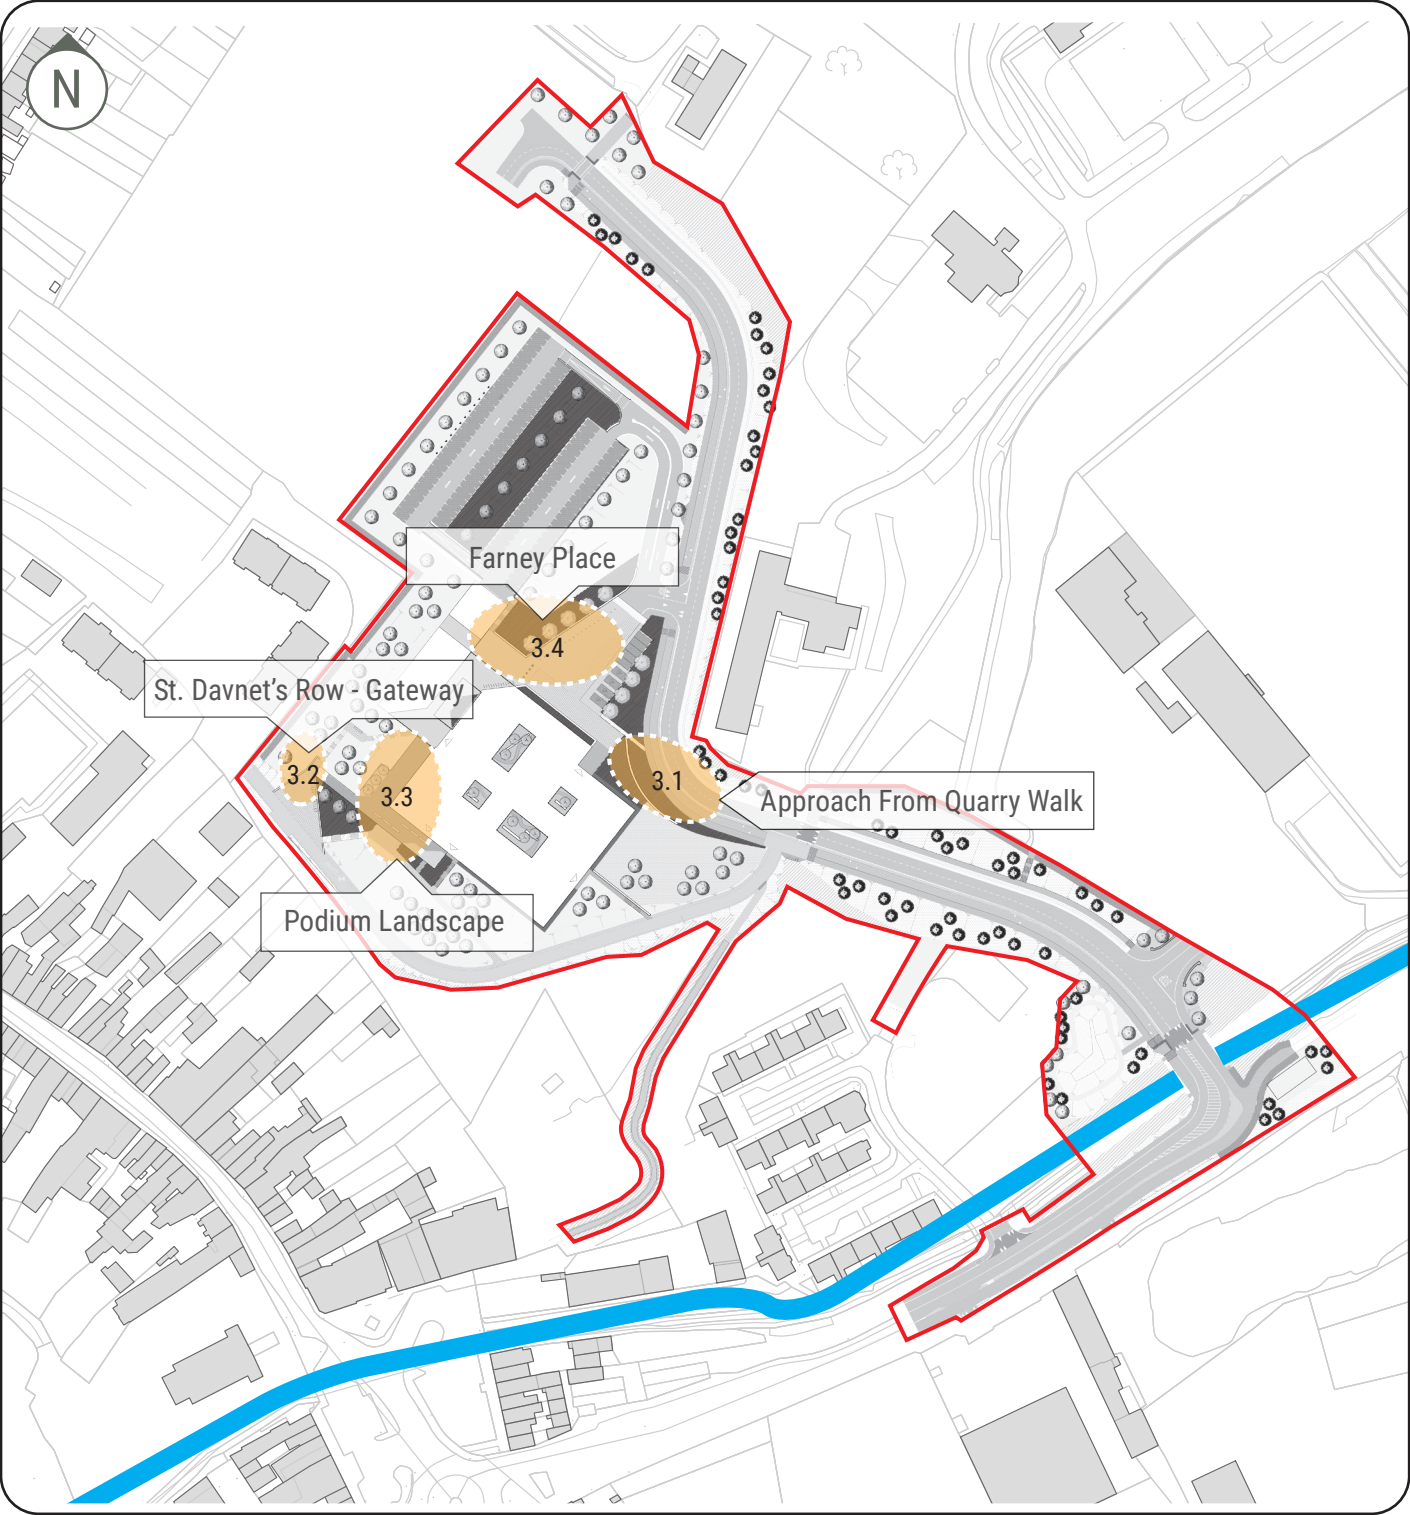 N
Farney Place
3.4
St. Davnet's Row - Gateway
3.2
3.3
3.1
Approach From Quarry Walk
Podium Landscape